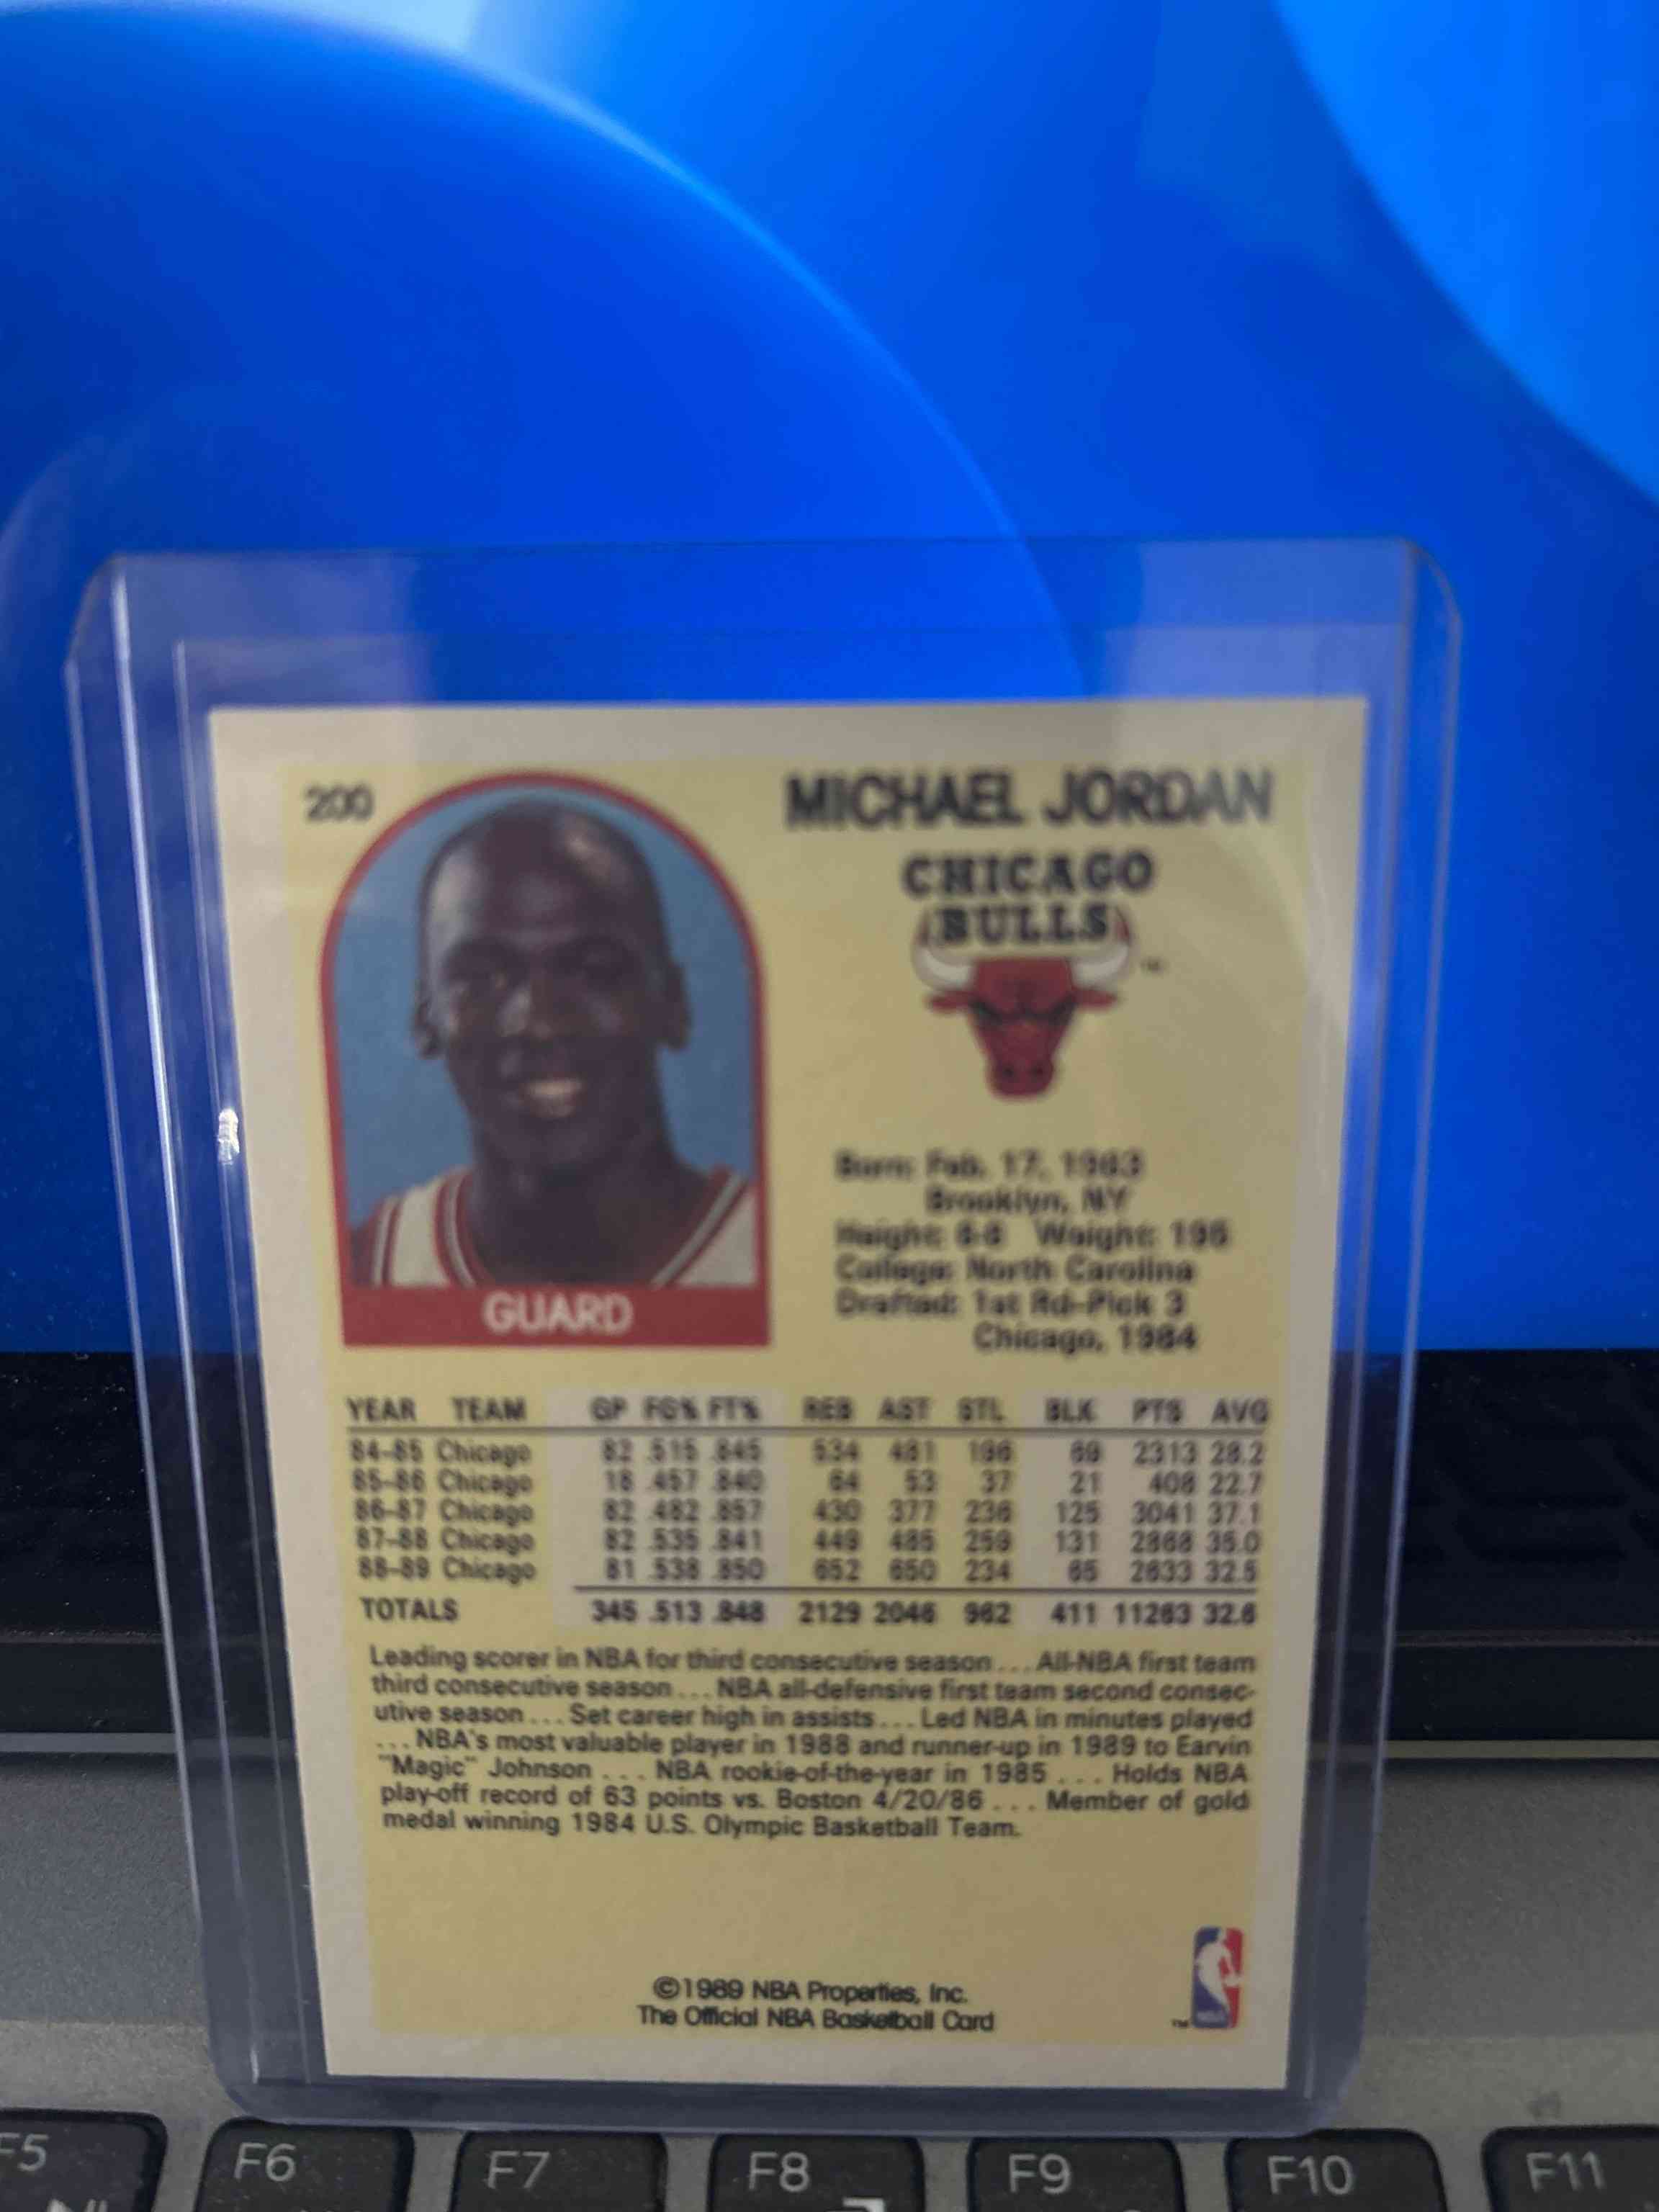 200
MICHAEL JORDAN
CHICAGO
BULLS
TM
GUARD
Born: Feb. 17, 1963
Brooklyn, NY
Height: 6-6 Weight: 195
College: North Carolina
Drafted: 1st Rd-Pick 3
Chicago, 1984
YEAR TEAM GP FG% FT% REB AST STL BLK PTS AVG
84-85 Chicago 82 .515 .845 534 481 196 69 2313 28.2
85-86 Chicago 18 .457 .840 64 53 37 21 408 22.7
86-87 Chicago 82 .482 .857 430 377 236 125 3041 37.1
87-88 Chicago 82 .535 .841 449 485 259 131 2868 35.0
88-89 Chicago 81 .538 .850 652 650 234 65 2633 32.5
TOTALS 345 .513 .848 2129 2046 962 411 11263 32.6
Leading scorer in NBA for third consecutive season...All-NBA first team
third consecutive season...NBA all-defensive first team second consec-
utive season...Set career high in assists...Led NBA in minutes played
...NBA's most valuable player in 1988 and runner-up in 1989 to Earvin
"Magic" Johnson...NBA rookie-of-the-year in 1985...Holds NBA
play-off record of 63 points vs. Boston 4/20/86...Member of gold
medal winning 1984 U.S. Olympic Basketball Team.
©1989 NBA Properties, Inc.
The Official NBA Basketball Card
TM
NBA
F5 F6 F7 F8 F9 F10 F11